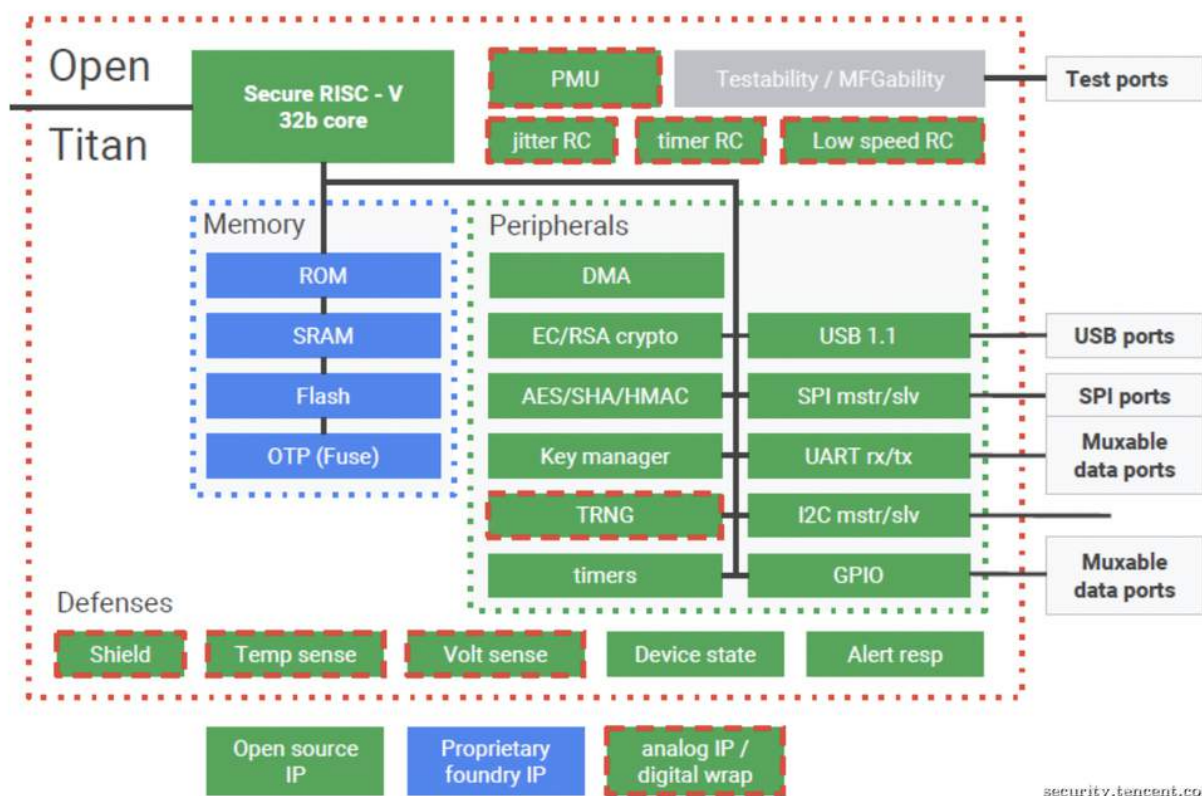 Open
Titan
Secure RISC - V
32b core
PMU
Testability / MFGability
Test ports
jitter RC
timer RC
Low speed RC
Memory
ROM
SRAM
Flash
OTP (Fuse)
Peripherals
DMA
EC/RSA crypto
USB 1.1
USB ports
AES/SHA/HMAC
SPI mstr/slv
SPI ports
Key manager
UART rx/tx
Muxable
data ports
TRNG
I2C mstr/slv
timers
GPIO
Muxable
data ports
Defenses
Shield
Temp sense
Volt sense
Device state
Alert resp
Open source
IP
Proprietary
foundry IP
analog IP /
digital wrap
security.tencent.co